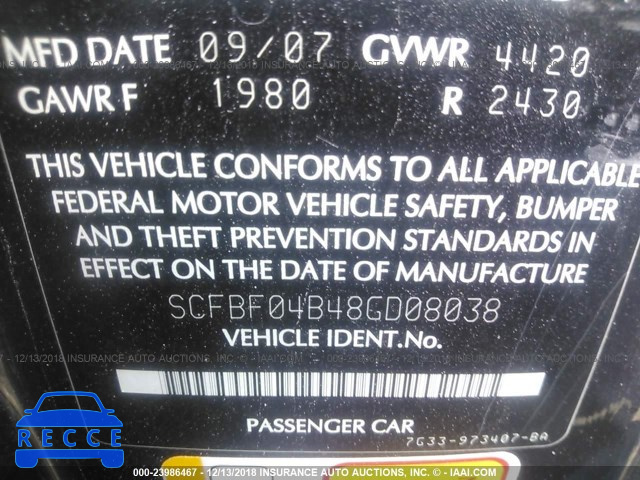 MFD DATE 09/07 GVWR 4420
GAWR F 1980 R 2430
THIS VEHICLE CONFORMS TO ALL APPLICABLE
FEDERAL MOTOR VEHICLE SAFETY, BUMPER
AND THEFT PREVENTION STANDARDS IN
EFFECT ON THE DATE OF MANUFACTURE
SCFBF04B48GD08038
VEHICLE IDENT.No.
PASSENGER CAR
7G33-973407-BA
RECCE
00-23986467 - 12/13/2018 INSURANCE AUTO AUCTIONS, INC. - © - IAAI.COM